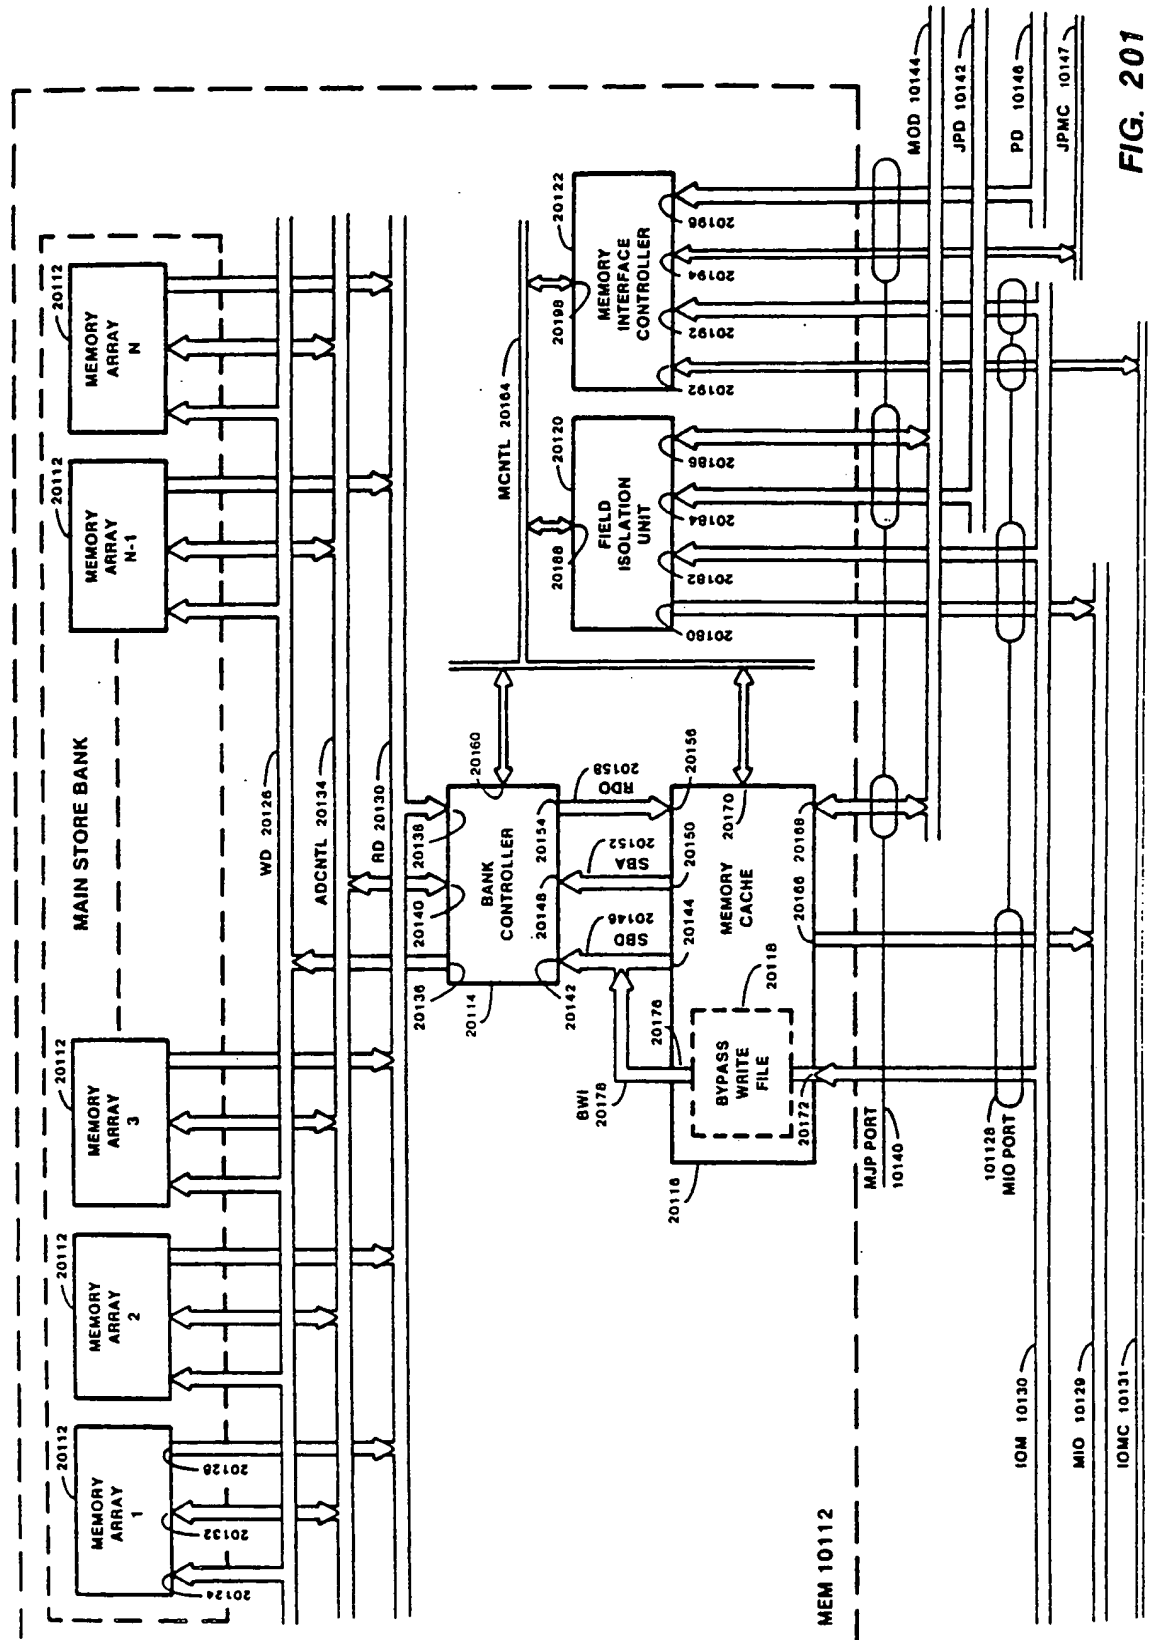 MAIN STORE BANK
20112
MEMORY
ARRAY
1
20112
MEMORY
ARRAY
2
20112
MEMORY
ARRAY
3
20112
MEMORY
ARRAY
N-1
20112
MEMORY
ARRAY
N
20124
20132
20128
WD 20126
ADCNTL 20134
RD 20130
20136
20140
20138
20160
20114
BANK
CONTROLLER
20142
20148
20154
SBD
20146
SBA
20152
RDO
20158
BWI
20178
20176
20144
20150
20156
20118
MEMORY
CACHE
20170
BYPASS
WRITE
FILE
20116
20172
20166
20168
MCNTL 20164
20188
20120
FIELD
ISOLATION
UNIT
20180
20182
20184
20186
20198
20122
MEMORY
INTERFACE
CONTROLLER
20192
20192
20194
20196
MEM 10112
MJP PORT
10140
101128
MIO PORT
MOD 10144
JPD 10142
PD 10146
JPMC 10147
IOM 10130
MIO 10129
IOMC 10131
FIG. 201